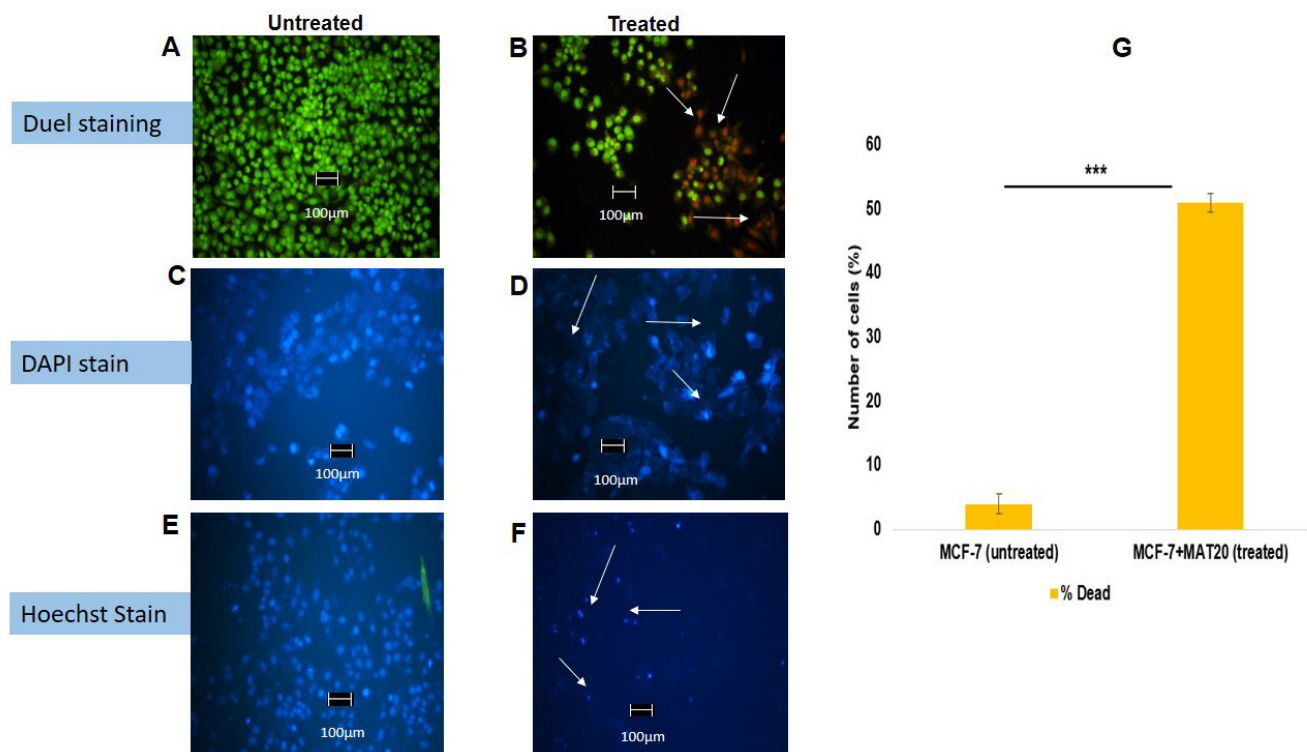 Untreated
Treated
A
B
G
Duel staining
100µm
100µm
C
D
DAPI stain
100µm
100µm
E
F
Hoechst Stain
100µm
100µm
Number of cells (%)
60
50
40
30
20
10
0
***
MCF-7 (untreated)
MCF-7+MAT20 (treated)
% Dead